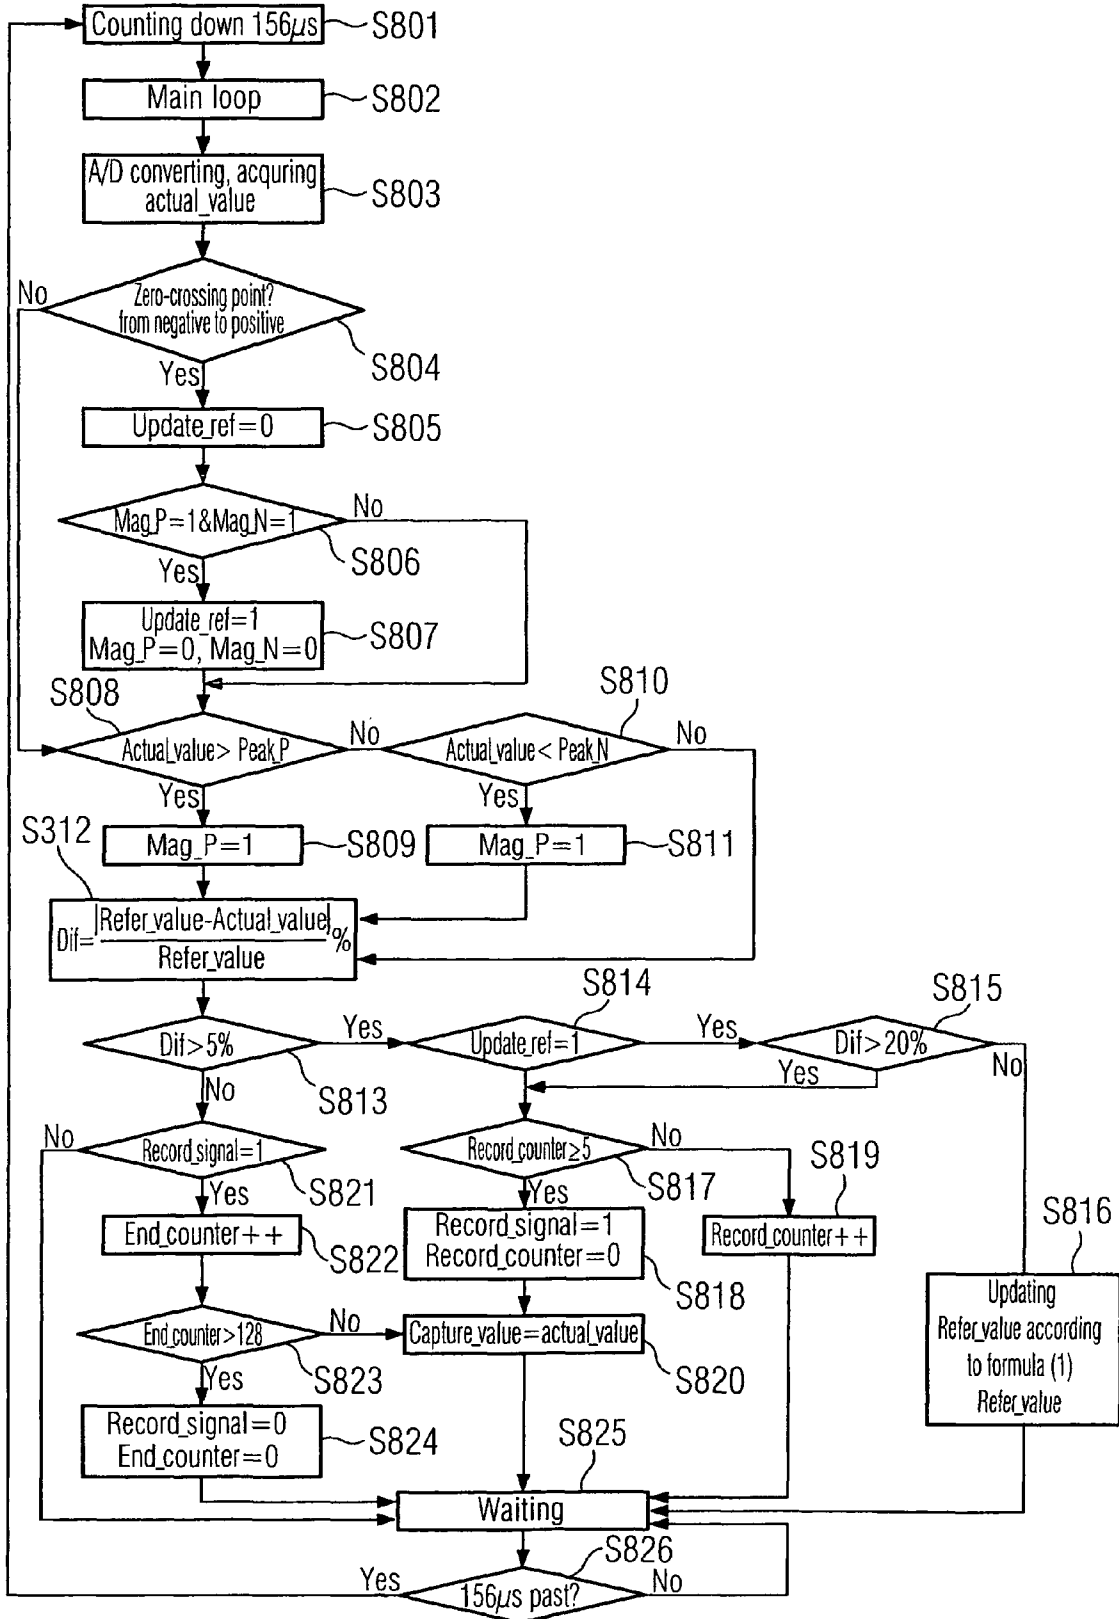 Counting down 156µs
S801
Main loop
S802
A/D converting, acquring
actual_value
S803
No
Zero-crossing point?
from negative to positive
S804
Yes
Update_ref=0
S805
Mag_P=1&Mag_N=1
No
S806
Yes
Update_ref=1
Mag_P=0, Mag_N=0
S807
S808
S810
Actual_value> Peak_P
No
Actual_value< Peak_N
No
Yes
Yes
S312
Mag_P=1
S809
Mag_P=1
S811
Dif=
|Refer_value-Actual_value|
Refer_value
%
S814
S815
Dif>5%
Yes
Update_ref=1
Yes
Dif>20%
S813
No
Yes
No
No
Record_signal=1
Record_counter≥5
No
S819
S821
S817
Yes
Yes
End_counter++
S822
Record_signal=1
Record_counter=0
S818
Record_counter++
S816
Updating
Refer_value according
to formula (1)
Refer_value
End_counter>128
No
Capture_value=actual_value
S823
S820
Yes
Record_signal=0
End_counter=0
S824
S825
Waiting
S826
Yes
156µs past?
No